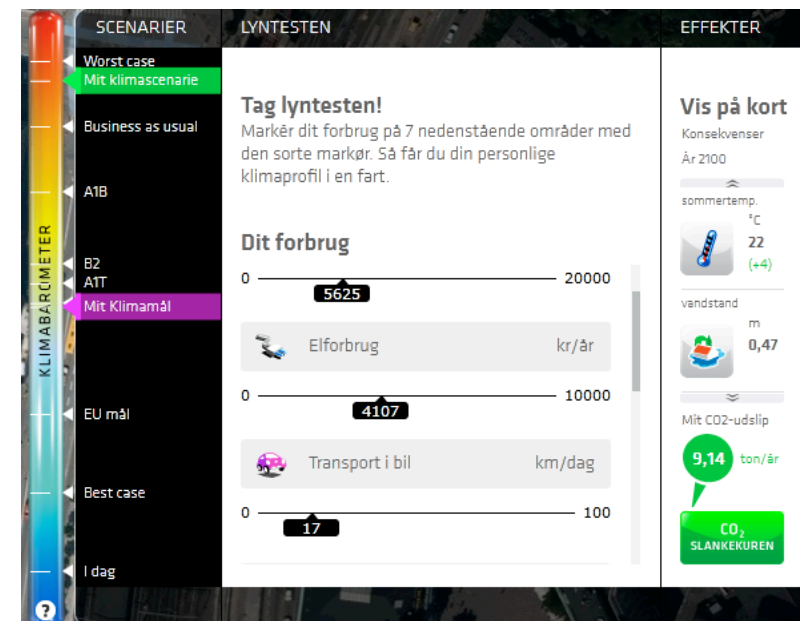 SCENARIER
Worst case
Mit klimascenarie
Business as usual
A1B
B2
A1T
Mit Klimamål
EU mål
Best case
I dag
KLIMABAROMETER
?
LYNTESTEN
Tag lyntesten!
Markér dit forbrug på 7 nedenstående områder med
den sorte markør. Så får du din personlige
klimaprofil i en fart.
Dit forbrug
0 20000
5625
Elforbrug kr/år
0 10000
4107
Transport i bil km/dag
0 100
17
EFFEKTER
Vis på kort
Konsekvenser
År 2100
sommertemp.
°C
22
(+4)
vandstand
m
0,47
Mit CO2-udslip
9,14 ton/år
CO₂
SLANKEKUREN